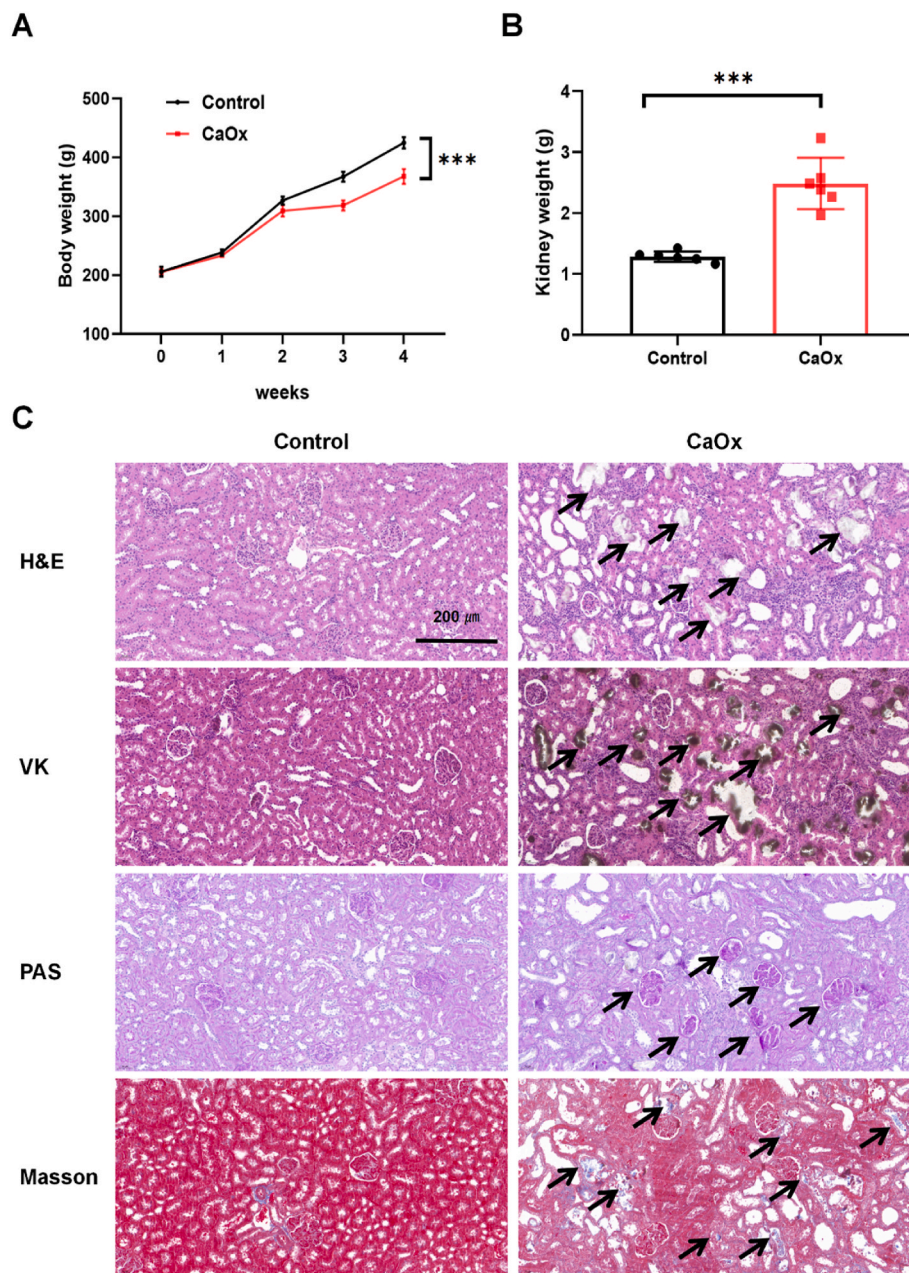 A
Body weight (g)
500
400
300
200
100
Control
CaOx
***
0 1 2 3 4
weeks
B
Kidney weight (g)
4
3
2
1
0
***
Control CaOx
C
Control CaOx
H&E
200 μm
VK
PAS
Masson